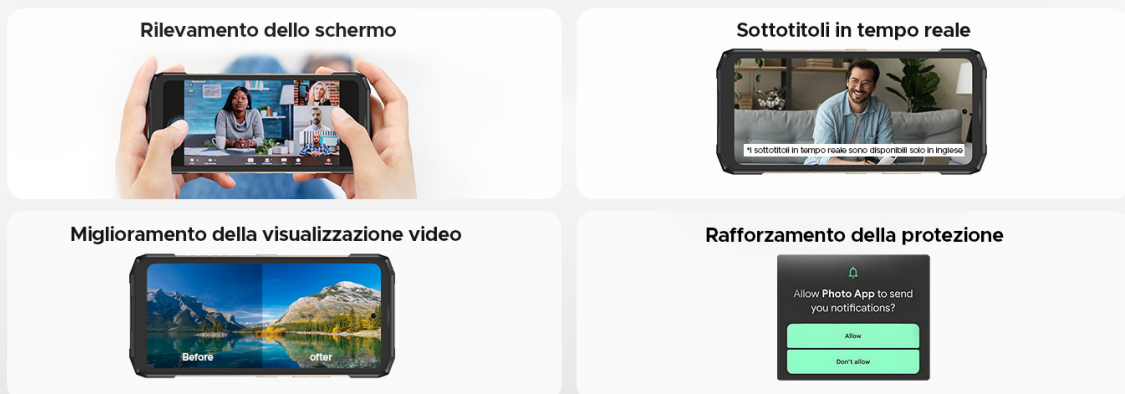 Rilevamento dello schermo
Sottotitoli in tempo reale
*I sottotitoli in tempo reale sono disponibili solo in inglese
Miglioramento della visualizzazione video
Before
ofter
Rafforzamento della protezione
Allow Photo App to send
you notifications?
Allow
Don't allow